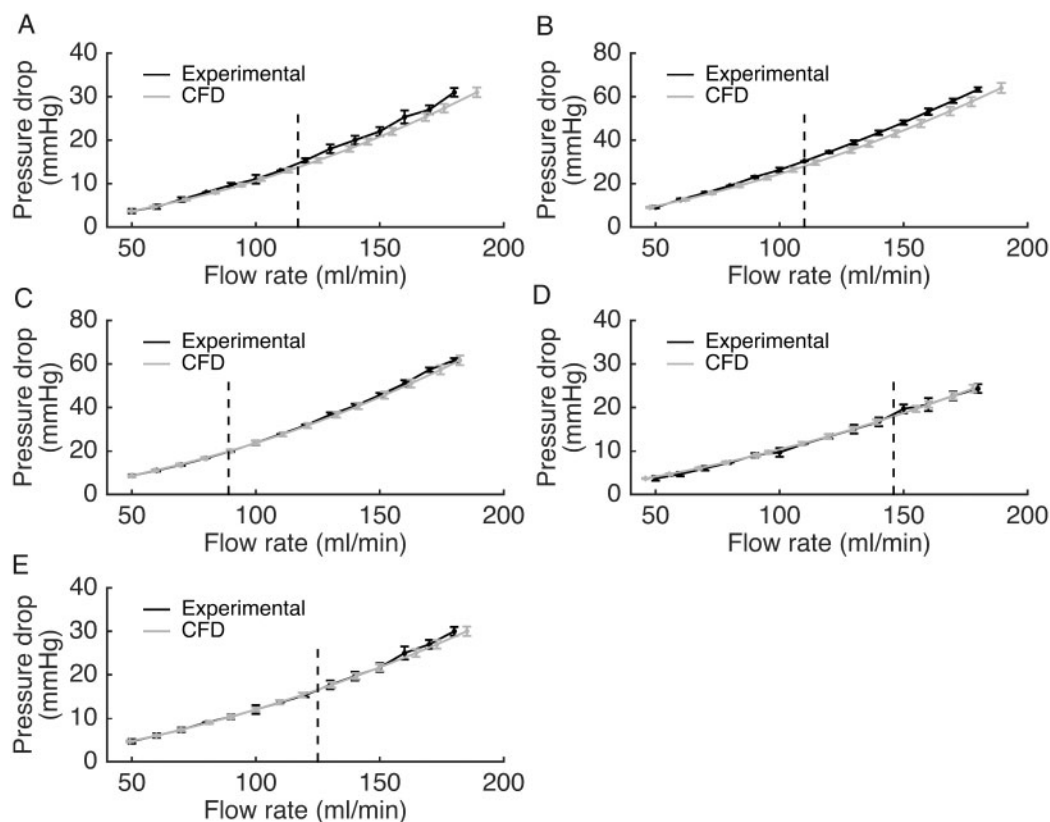 A
Pressure drop
(mmHg)
40
30
20
10
0
Experimental
CFD
50 100 150 200
Flow rate (ml/min)
B
Pressure drop
(mmHg)
80
60
40
20
0
Experimental
CFD
50 100 150 200
Flow rate (ml/min)
C
Pressure drop
(mmHg)
80
60
40
20
0
Experimental
CFD
50 100 150 200
Flow rate (ml/min)
D
Pressure drop
(mmHg)
40
30
20
10
0
Experimental
CFD
50 100 150 200
Flow rate (ml/min)
E
Pressure drop
(mmHg)
40
30
20
10
0
Experimental
CFD
50 100 150 200
Flow rate (ml/min)